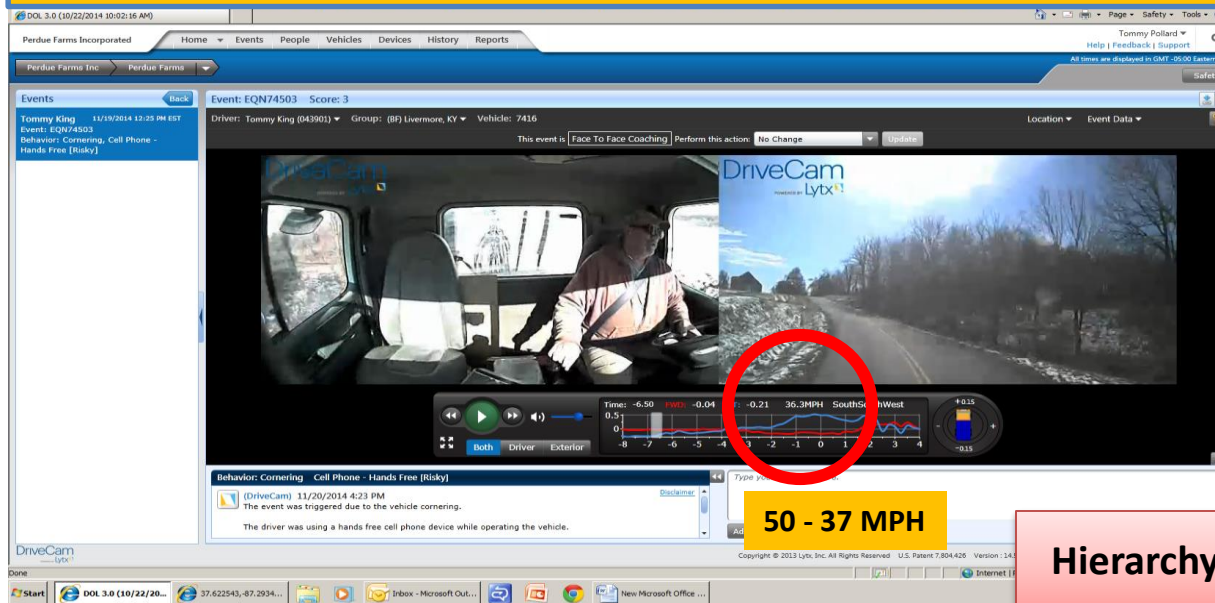 DOL 3.0 (10/22/2014 10:02:16 AM)
Page Safety Tools
Perdue Farms Incorporated
Home Events People Vehicles Devices History Reports
Tommy Pollard
Help | Feedback | Support
Perdue Farms Inc Perdue Farms
All times are displayed in GMT -05:00 Eastern
Events Back
Event: EQN74503 Score: 3
Tommy King 11/19/2014 12:25 PM EST
Event: EQN74503
Behavior: Cornering, Cell Phone -
Hands Free [Risky]
Driver: Tommy King (043901) Group: (BF) Livermore, KY Vehicle: 7416
Location Event Data
This event is Face To Face Coaching Perform this action: No Change Update
DriveCam
DriveCam
POWERED BY Lytx
Time: -6.50 FWD: -0.04 -0.21 36.3MPH West
0.5
0
-8 -7 -6 -5 -4 -3 -2 -1 0 1 2 3 4
+0.15
- +
-0.15
Both Driver Exterior
Behavior: Cornering Cell Phone - Hands Free [Risky]
(DriveCam) 11/20/2014 4:23 PM
Disclaimer
The event was triggered due to the vehicle cornering.
The driver was using a hands free cell phone device while operating the vehicle.
50 - 37 MPH
Hierarchy
DriveCam
Lytx
Copyright © 2013 Lytx, Inc. All Rights Reserved U.S. Patent 7,804,426 Version : 14.
Done
Internet
Start DOL 3.0 (10/22/20... 37.622543,-87.2934... Inbox - Microsoft Out... New Microsoft Office ...